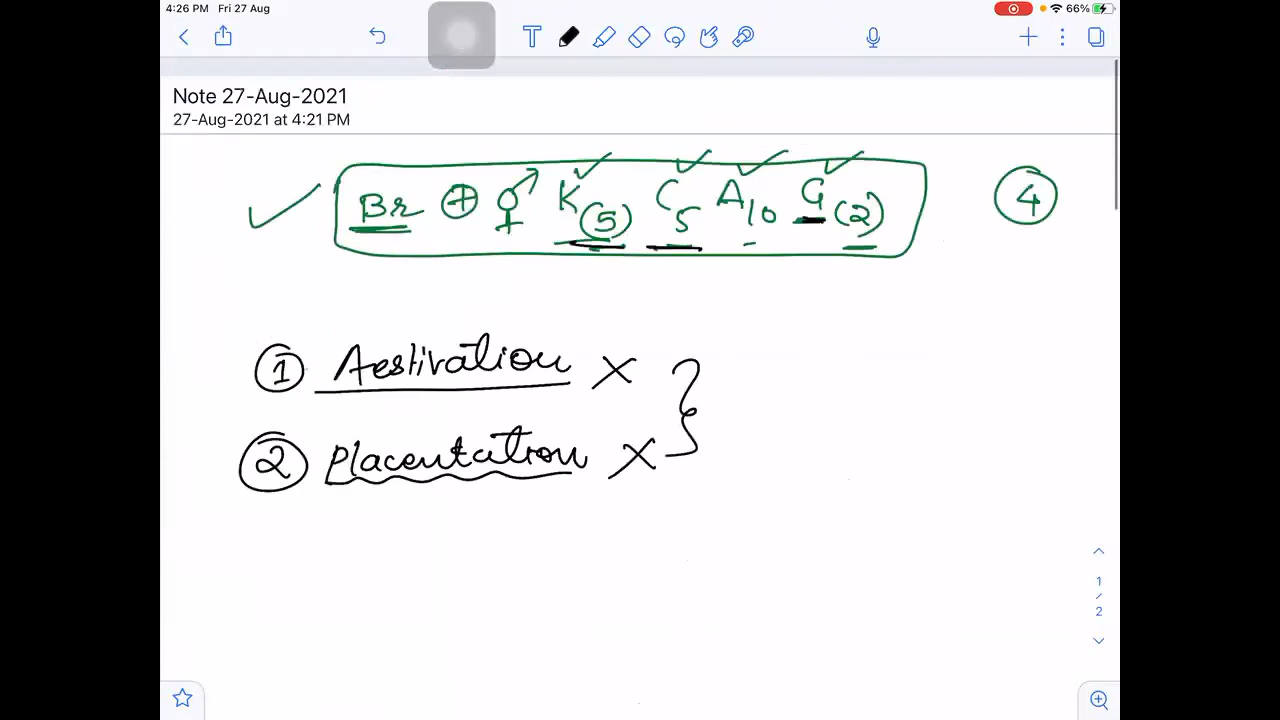 4:26 PM Fri 27 Aug 66%
T
Note 27-Aug-2021
27-Aug-2021 at 4:21 PM
Br ⊕ ⚥ K(5) C5 A10 G(2) ④
① Aestivation ×
② Placentation ×
1
2